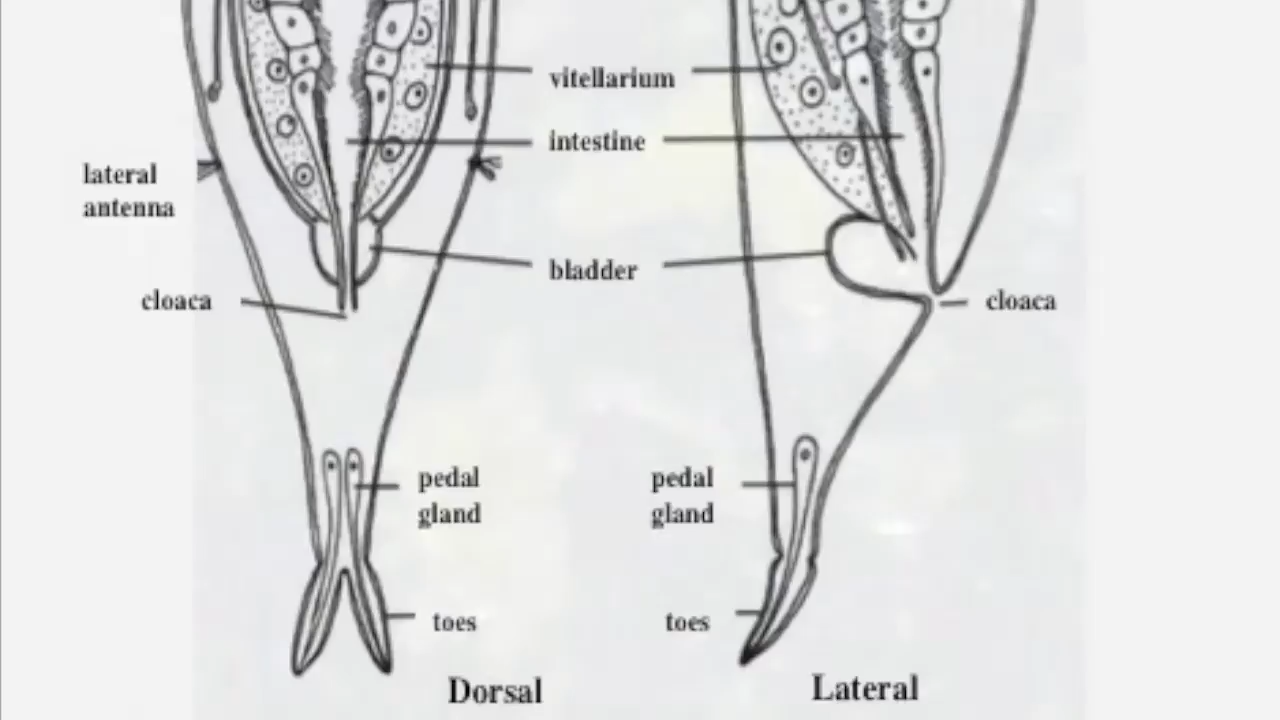 vitellarium
intestine
lateral
antenna
bladder
cloaca
cloaca
pedal
gland
pedal
gland
toes
toes
Dorsal
Lateral